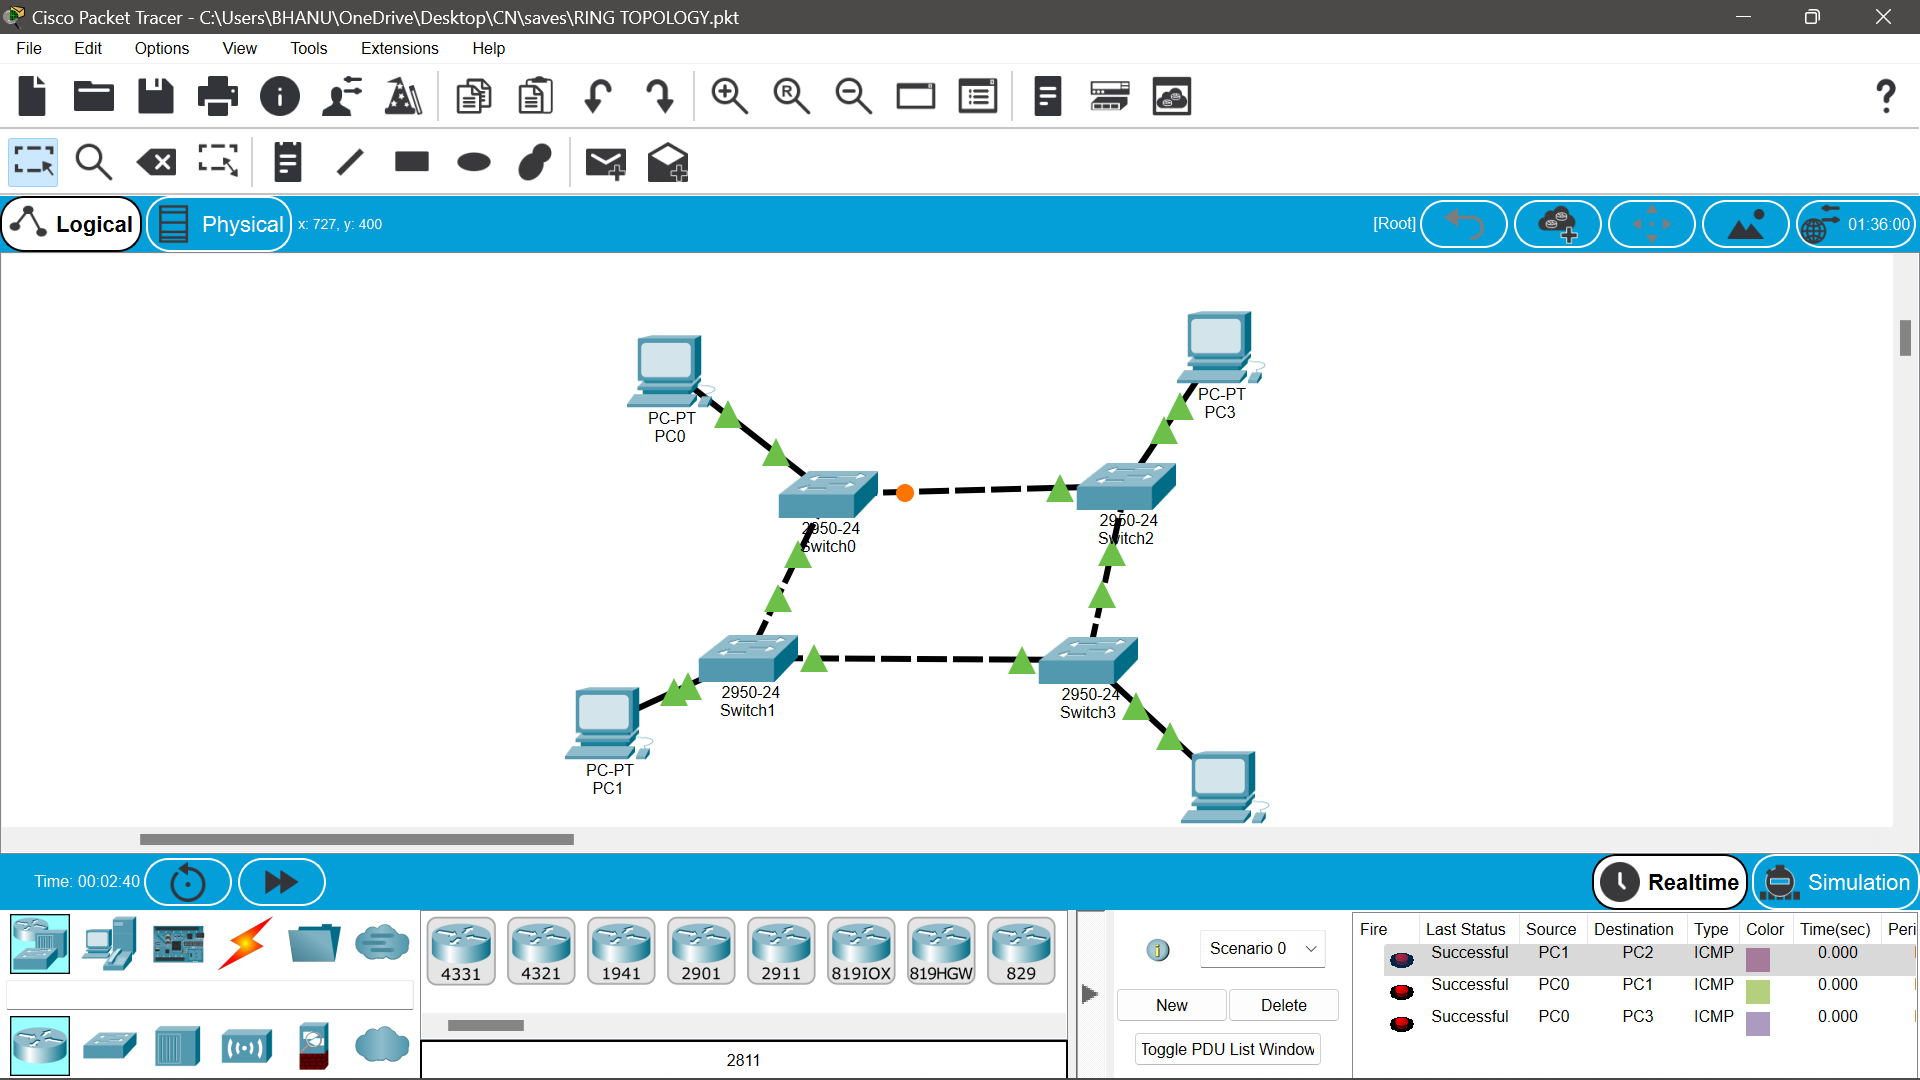 Cisco Packet Tracer - C:\Users\BHANU\OneDrive\Desktop\CN\saves\RING TOPOLOGY.pkt
File Edit Options View Tools Extensions Help
Logical Physical x: 727, y: 400 [Root] 01:36:00
PC-PT
PC3
PC-PT
PC0
2950-24
Switch0
2950-24
Switch2
2950-24
Switch1
2950-24
Switch3
PC-PT
PC1
Time: 00:02:40 Realtime Simulation
4331 4321 1941 2901 2911 819IOX 819HGW 829
2811
Scenario 0
New Delete
Toggle PDU List Window
Fire Last Status Source Destination Type Color Time(sec) Peri
Successful PC1 PC2 ICMP 0.000
Successful PC0 PC1 ICMP 0.000
Successful PC0 PC3 ICMP 0.000